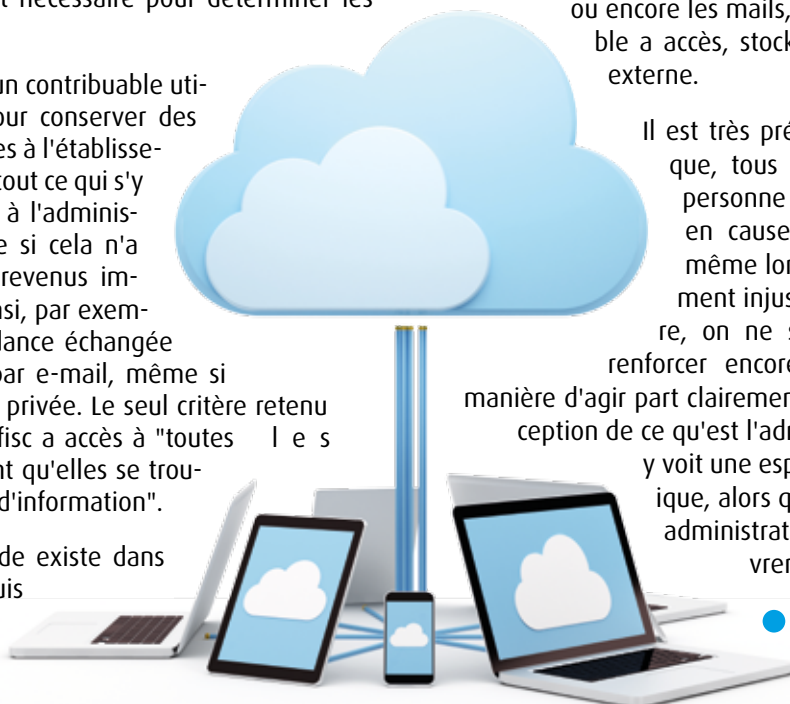 nécessaire pour déterminer les
un contribuable uti-
our conserver des
es à l'établisse-
tout ce qui s'y
à l'adminis-
e si cela n'a
revenus im-
nsi, par exem-
dance échangée
par e-mail, même si
privée. Le seul critère retenu
fisc a accès à "toutes l e s
nt qu'elles se trou-
d'information".
de existe dans
uis
ou encore les mails,
ble a accès, stock
externe.
Il est très pré
que, tous
personne
en cause
même lor
ment injus
re, on ne s
renforcer encore
manière d'agir part clairemen
ception de ce qu'est l'adr
y voit une esp
ique, alors q
administrat
vrer